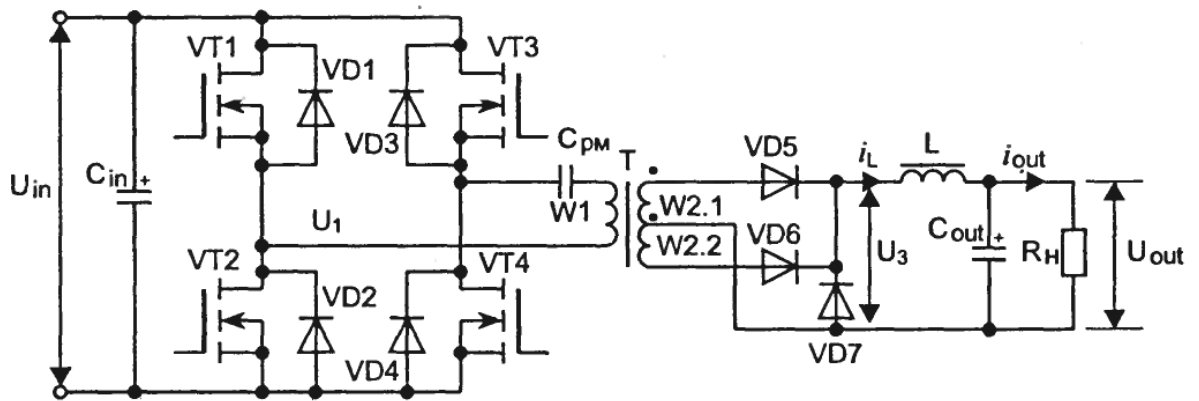 VT1
VD1
VT3
VD3
Cрм
T
VD5
iL
L
iout
Uin
Cin +
W1
W2.1
U1
W2.2
VD6
U3
Cout +
RH
Uout
VT2
VD2
VT4
VD4
VD7